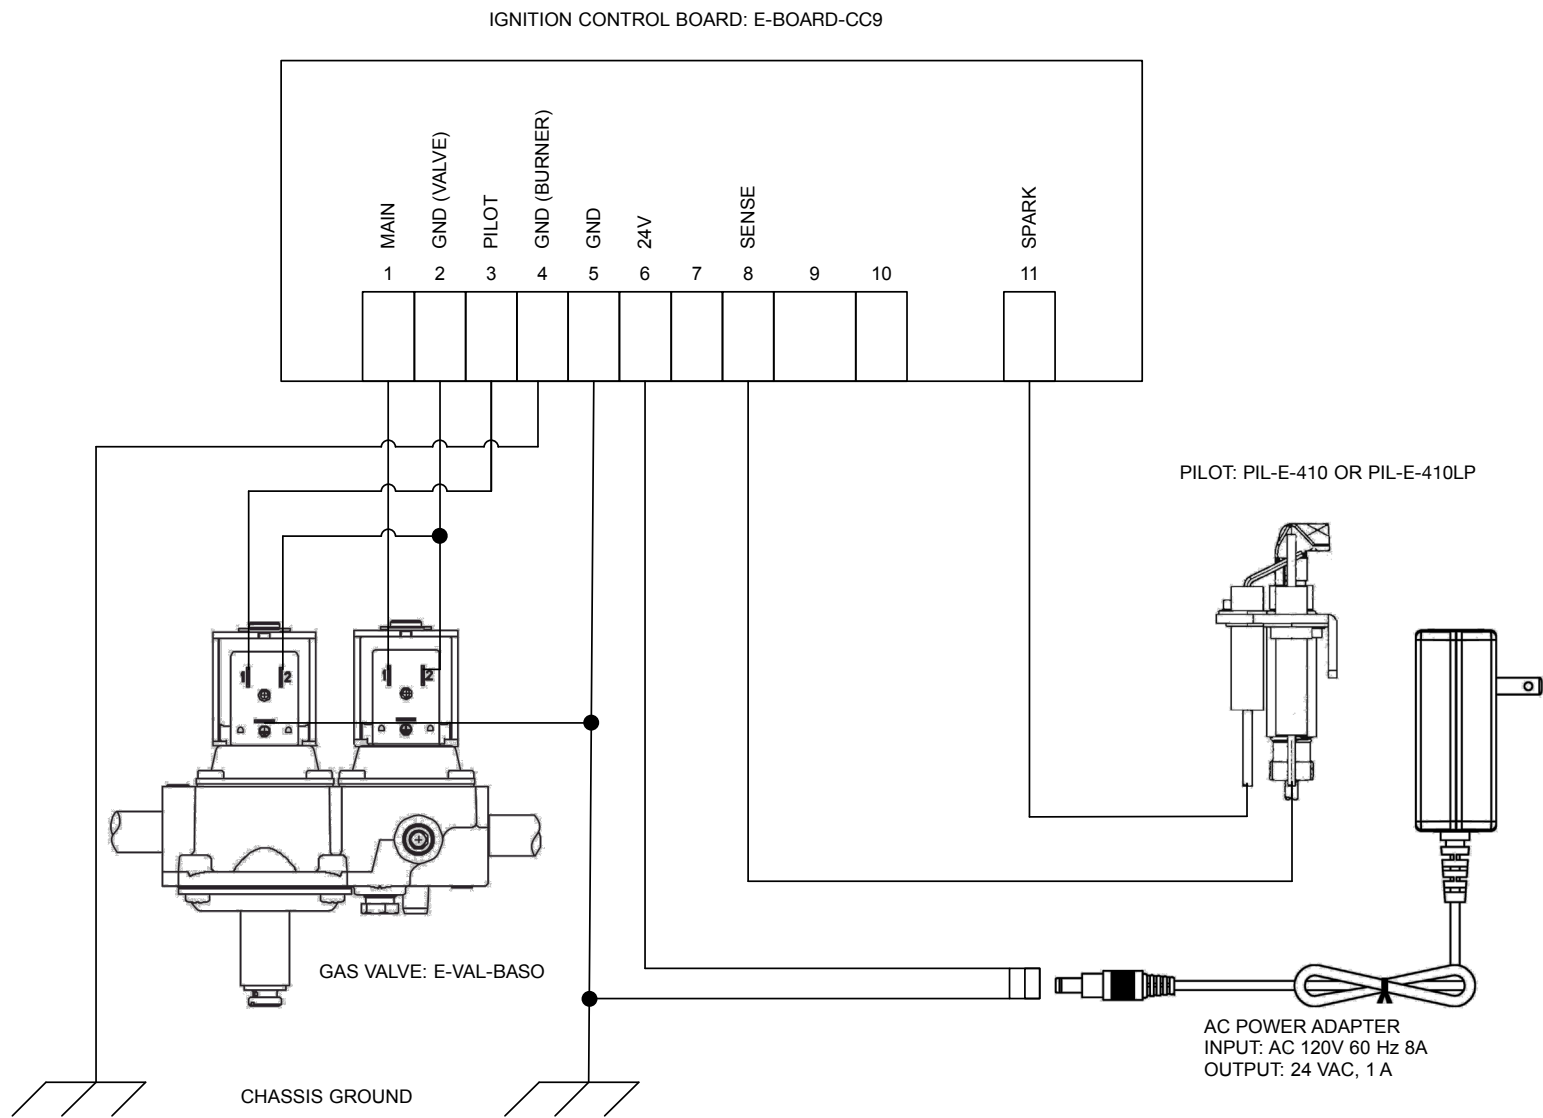 IGNITION CONTROL BOARD: E-BOARD-CC9
MAIN
GND (VALVE)
PILOT
GND (BURNER)
GND
24V
SENSE
SPARK
1 2 3 4 5 6 7 8 9 10 11
PILOT: PIL-E-410 OR PIL-E-410LP
1 2 1 2
GAS VALVE: E-VAL-BASO
AC POWER ADAPTER
INPUT: AC 120V 60 Hz 8A
OUTPUT: 24 VAC, 1 A
CHASSIS GROUND